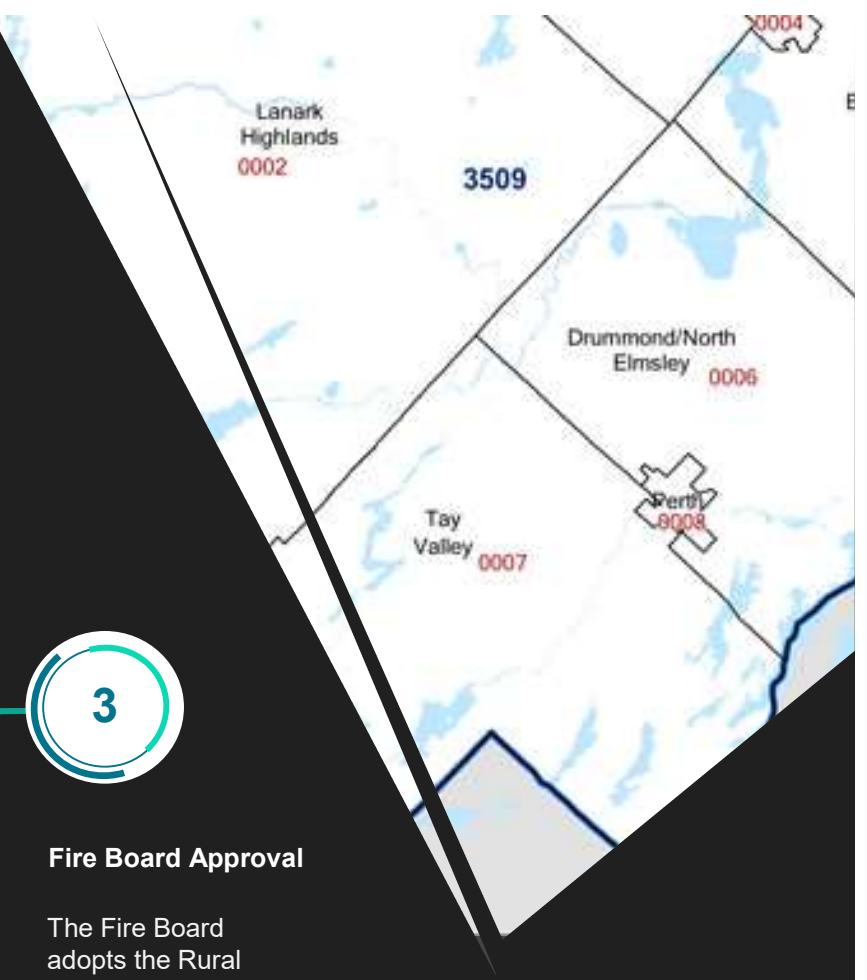 0004
Lanark
Highlands
0002
3509
Drummond/North
Elmsley 0006
Perth
9008
Tay
Valley 0007
3
Fire Board Approval
The Fire Board
adopts the Rural